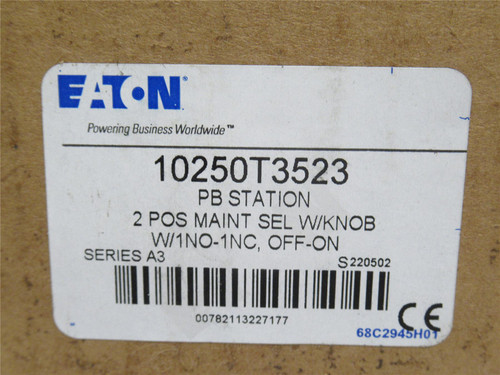 EATON
Powering Business Worldwide™
10250T3523
PB STATION
2 POS MAINT SEL W/KNOB
W/1NO-1NC, OFF-ON
SERIES A3 S220502
00782113227177
68C2945H01 CE